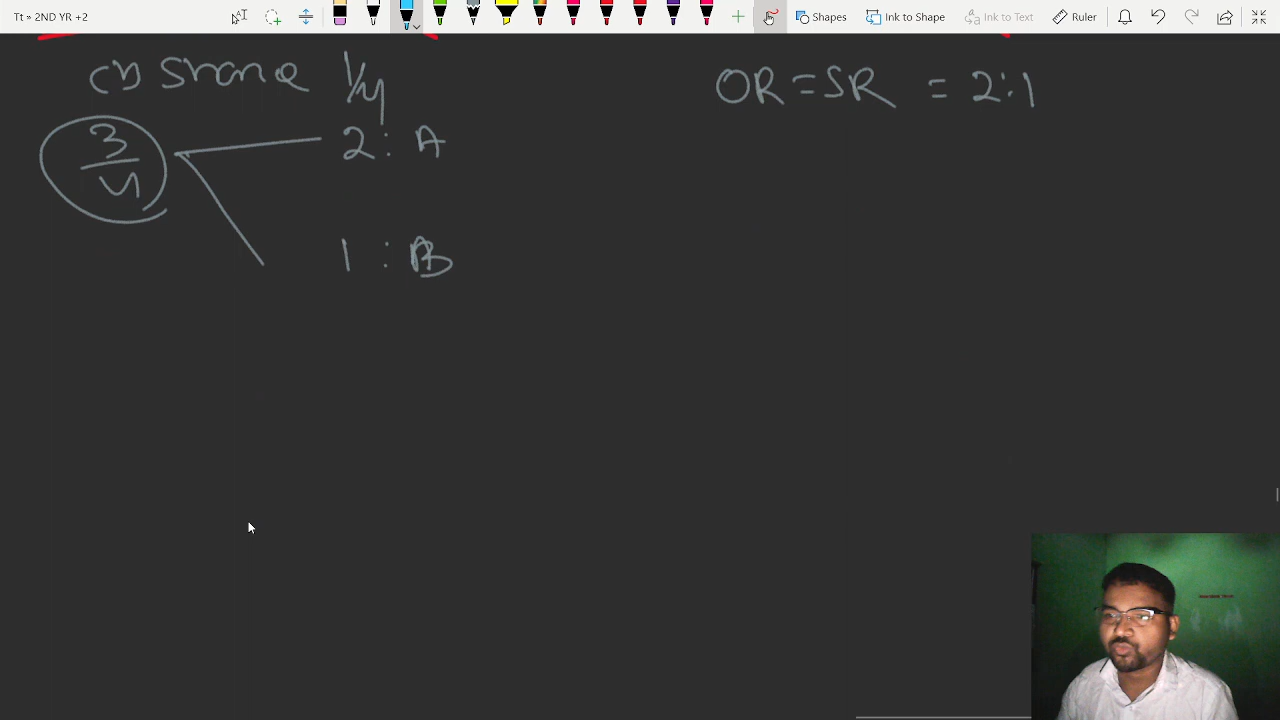 Tt » 2ND YR +2
Shapes
Ink to Shape
Ink to Text
Ruler
C's share 1/4
OR = SR = 2:1
3/4
2 : A
1 : B